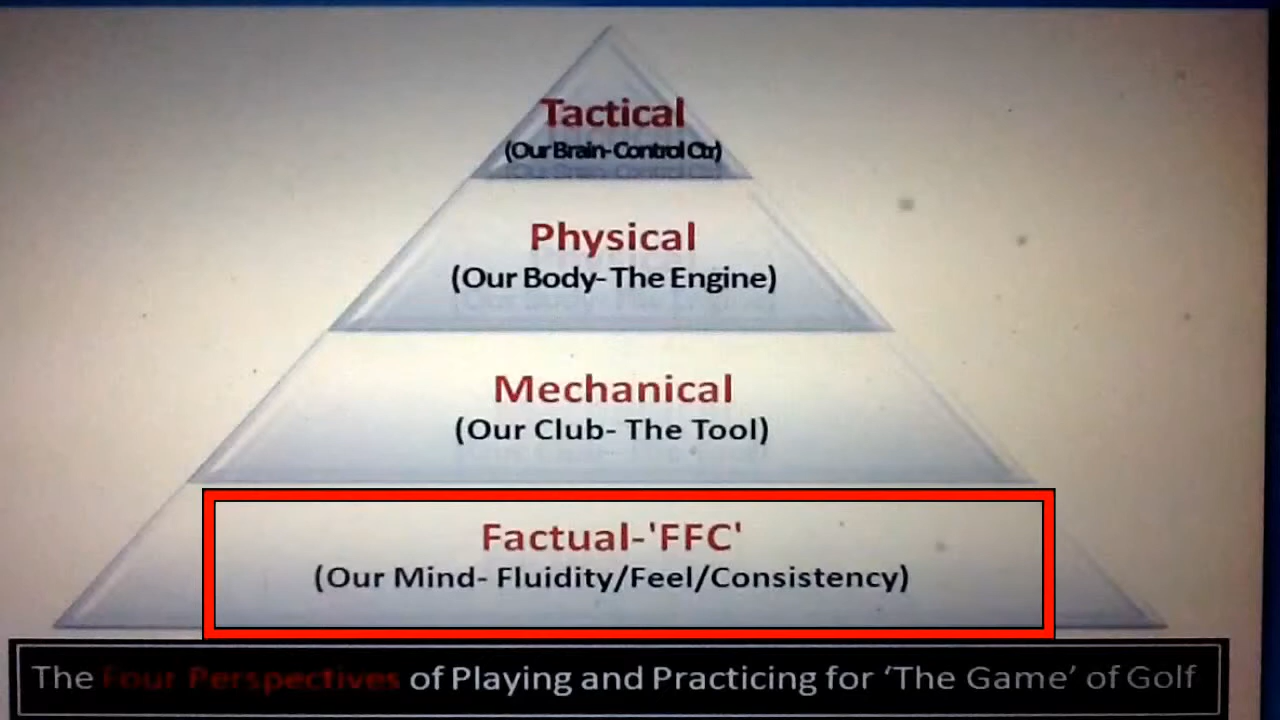 Tactical
(Our Brain- Control Ctr)
Physical
(Our Body- The Engine)
Mechanical
(Our Club- The Tool)
Factual-'FFC'
(Our Mind- Fluidity/Feel/Consistency)
The Four Perspectives of Playing and Practicing for ‘The Game’ of Golf